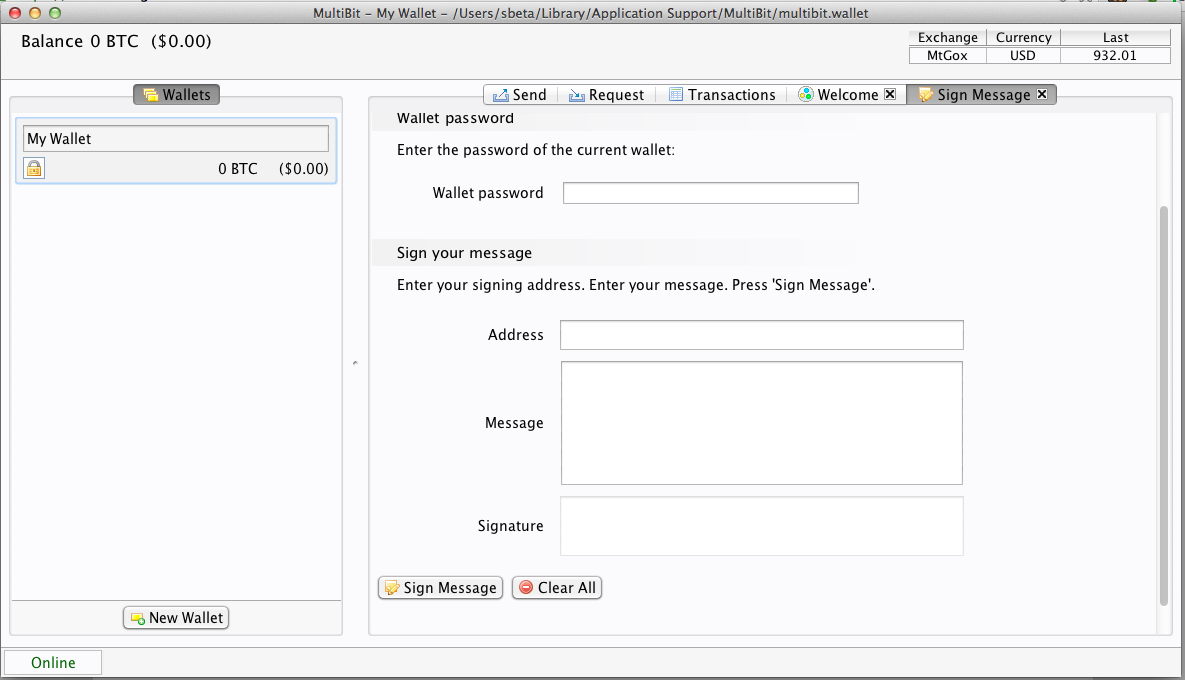 MultiBit – My Wallet – /Users/sbeta/Library/Application Support/MultiBit/multibit.wallet
Balance 0 BTC ($0.00)
Exchange Currency Last
MtGox USD 932.01
Wallets
Send Request Transactions Welcome Sign Message
My Wallet
0 BTC ($0.00)
Wallet password
Enter the password of the current wallet:
Wallet password
Sign your message
Enter your signing address. Enter your message. Press 'Sign Message'.
Address
Message
Signature
Sign Message Clear All
New Wallet
Online